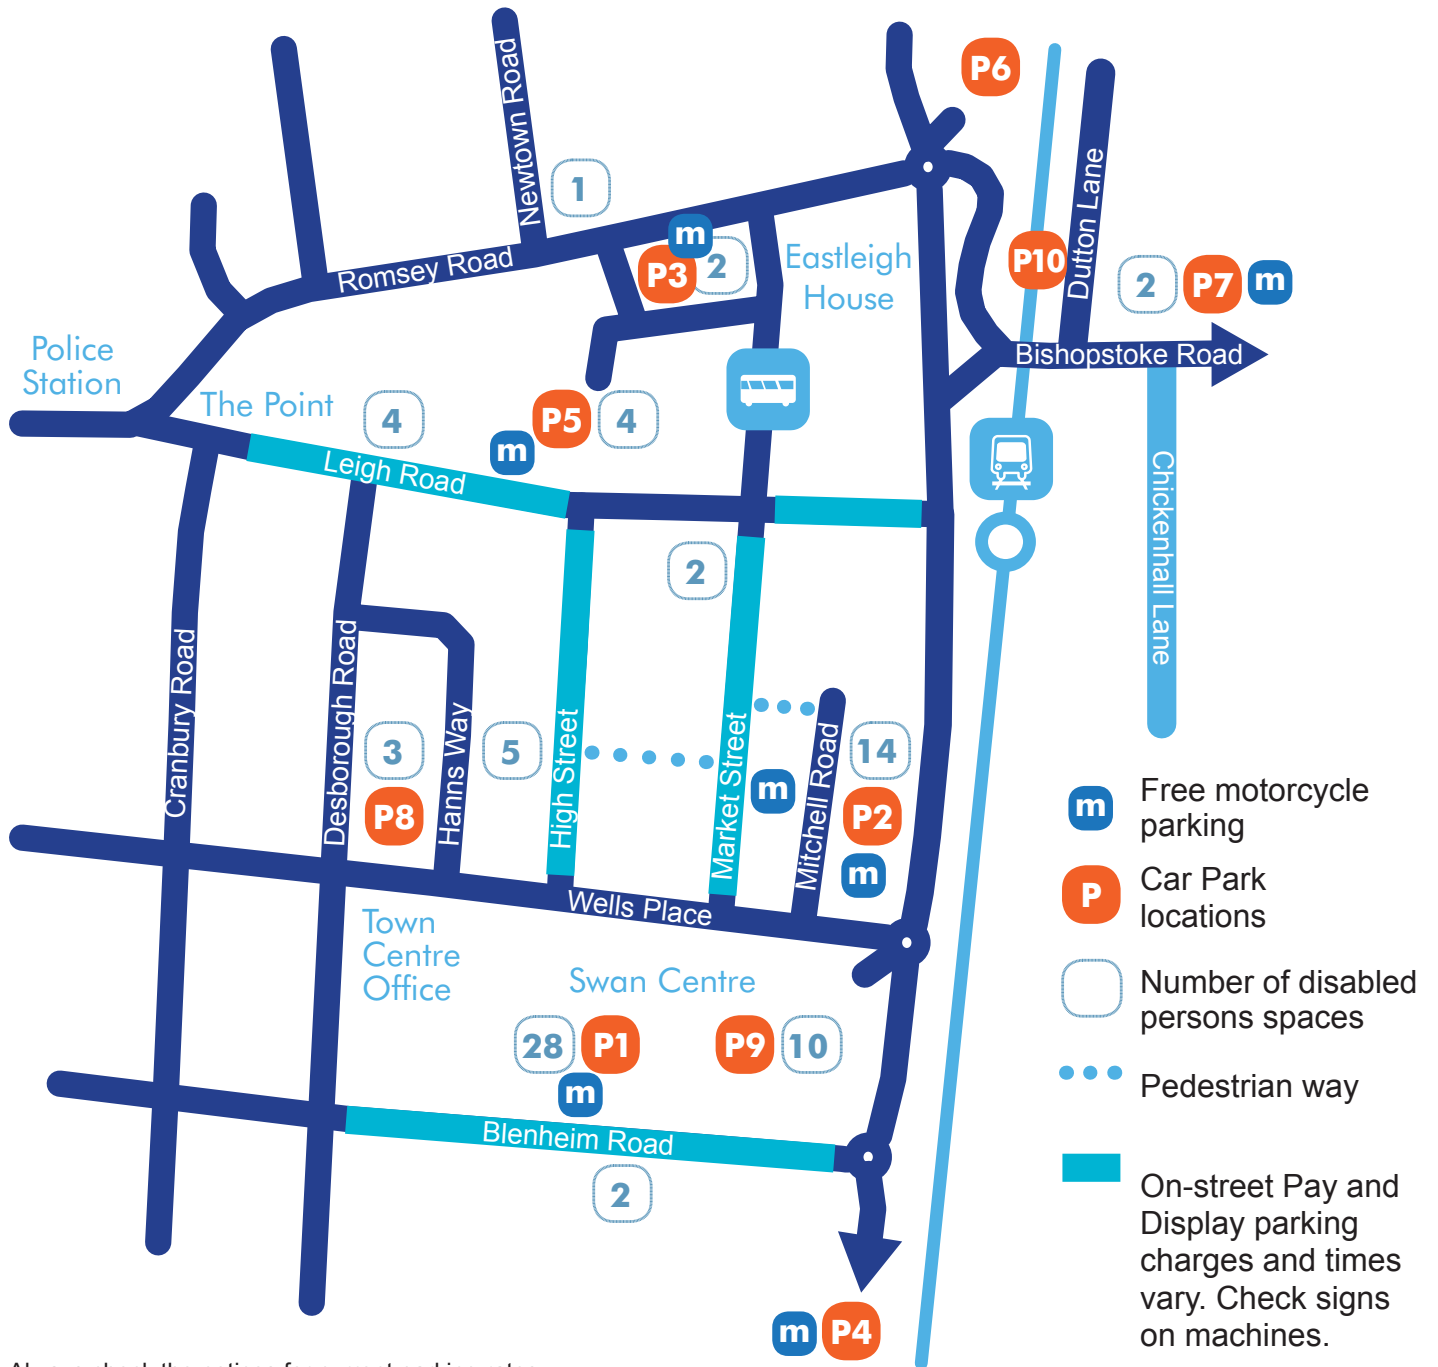 P6
Newtown Road
1
m
P3
2
Eastleigh
House
P10
Dutton Lane
2
P7
m
Romsey Road
Bishopstoke Road
Police
Station
The Point
4
P5
4
m
Leigh Road
Chickenhall Lane
2
Cranbury Road
Desborough Road
3
P8
Hanns Way
5
High Street
Market Street
m
Mitchell Road
14
P2
m
Wells Place
Town
Centre
Office
Swan Centre
28
P1
m
P9
10
Blenheim Road
2
m
P4
m
Free motorcycle
parking
P
Car Park
locations
Number of disabled
persons spaces
Pedestrian way
On-street Pay and
Display parking
charges and times
vary. Check signs
on machines.